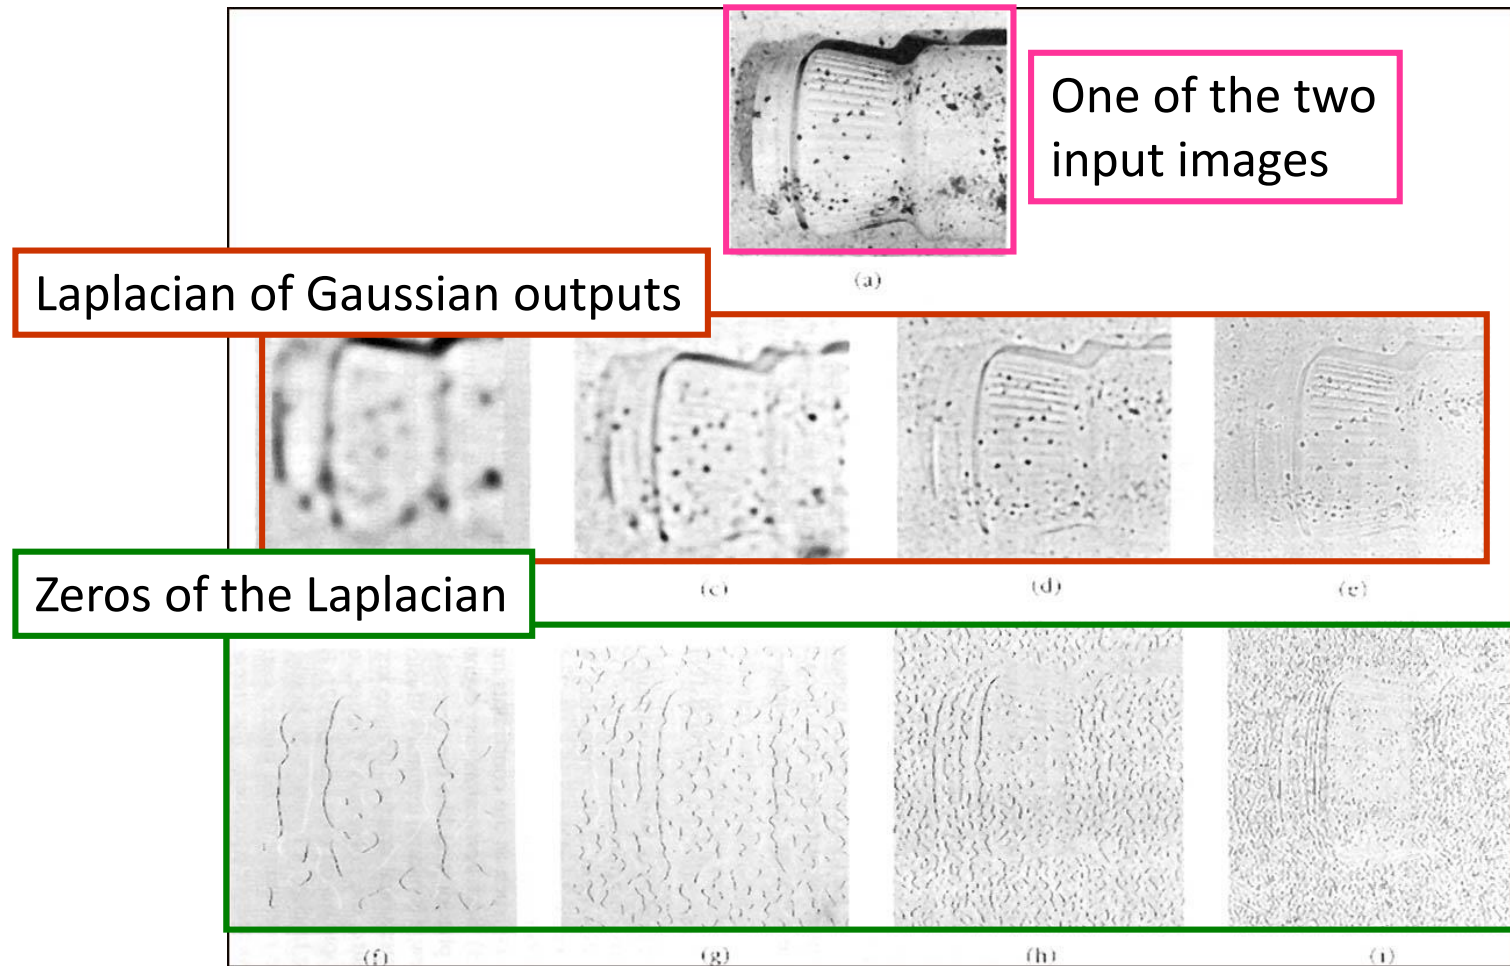 One of the two
input images
(a)
Laplacian of Gaussian outputs
(c) (d) (e)
Zeros of the Laplacian
(f) (g) (h) (i)